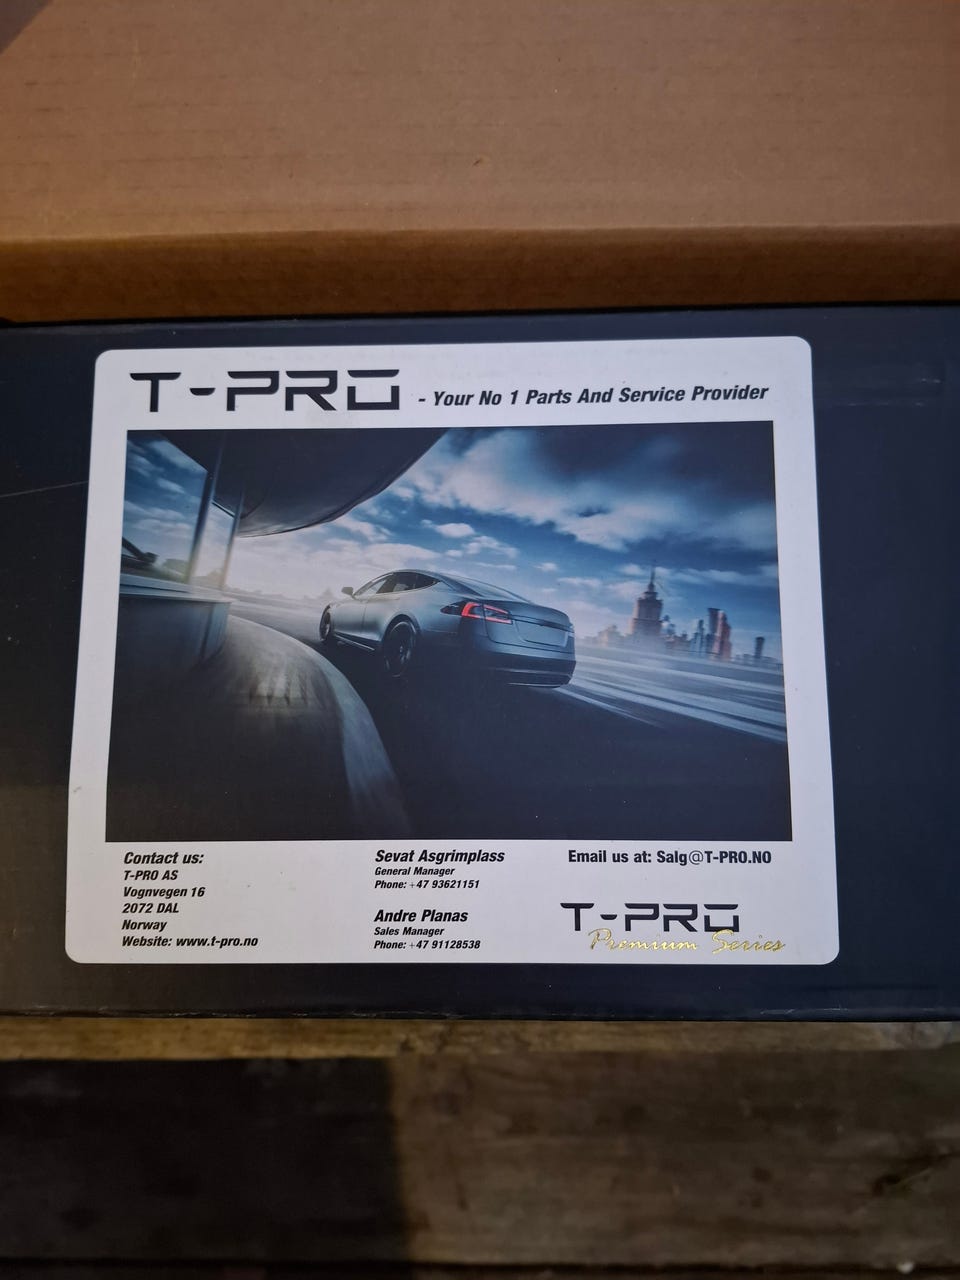 T-PRO - Your No 1 Parts And Service Provider
Contact us:
T-PRO AS
Vognvegen 16
2072 DAL
Norway
Website: www.t-pro.no
Sevat Asgrimplass
General Manager
Phone: +47 93621151
Andre Planas
Sales Manager
Phone: +47 91128538
Email us at: Salg@T-PRO.NO
T-PRO
Premium Series